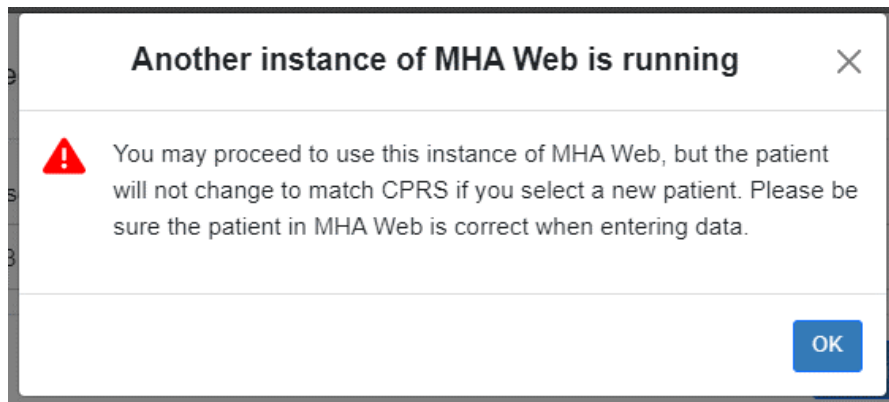 Another instance of MHA Web is running
You may proceed to use this instance of MHA Web, but the patient
will not change to match CPRS if you select a new patient. Please be
sure the patient in MHA Web is correct when entering data.
OK